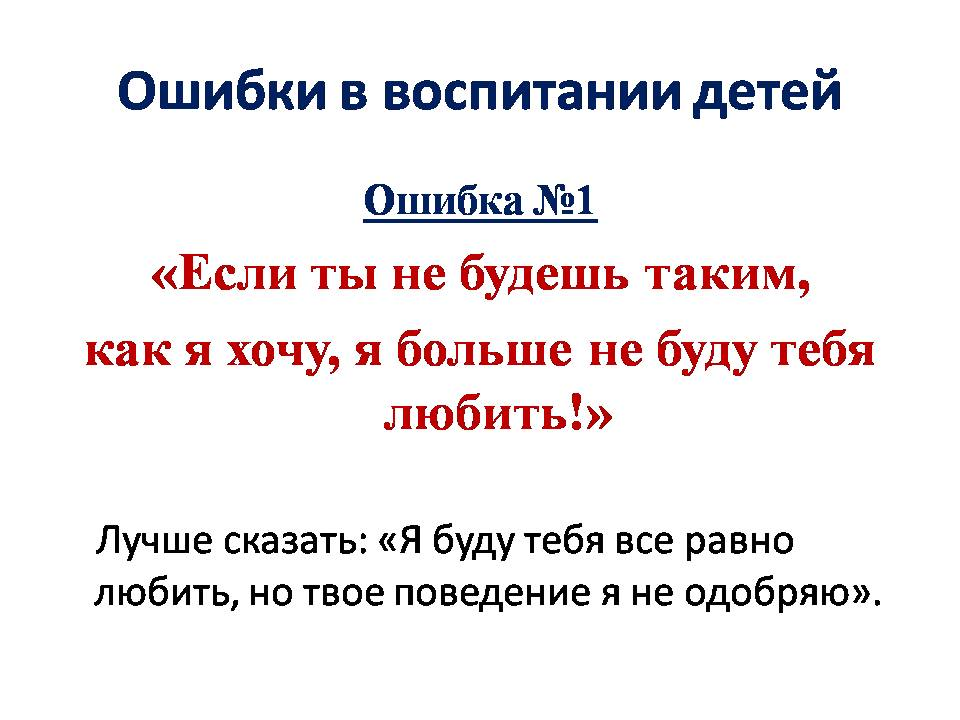 Ошибки в воспитании детей
Ошибка №1
«Если ты не будешь таким,
как я хочу, я больше не буду тебя
любить!»
Лучше сказать: «Я буду тебя все равно
любить, но твое поведение я не одобряю».